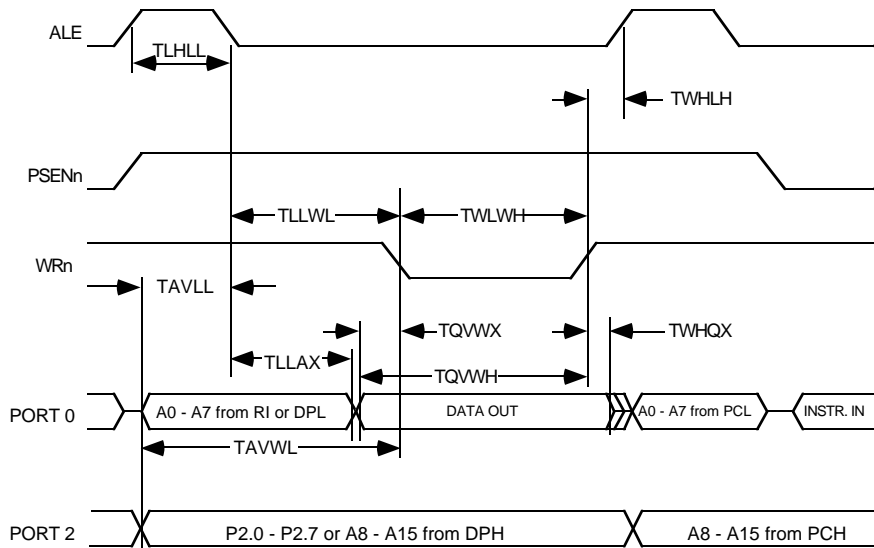 ALE
TLHLL
TWHLH
PSENn
TLLWL
TWLWH
WRn
TAVLL
TQVWX
TWHQX
TLLAX
TQVWH
PORT 0
A0 - A7 from RI or DPL
DATA OUT
A0 - A7 from PCL
INSTR. IN
TAVWL
PORT 2
P2.0 - P2.7 or A8 - A15 from DPH
A8 - A15 from PCH